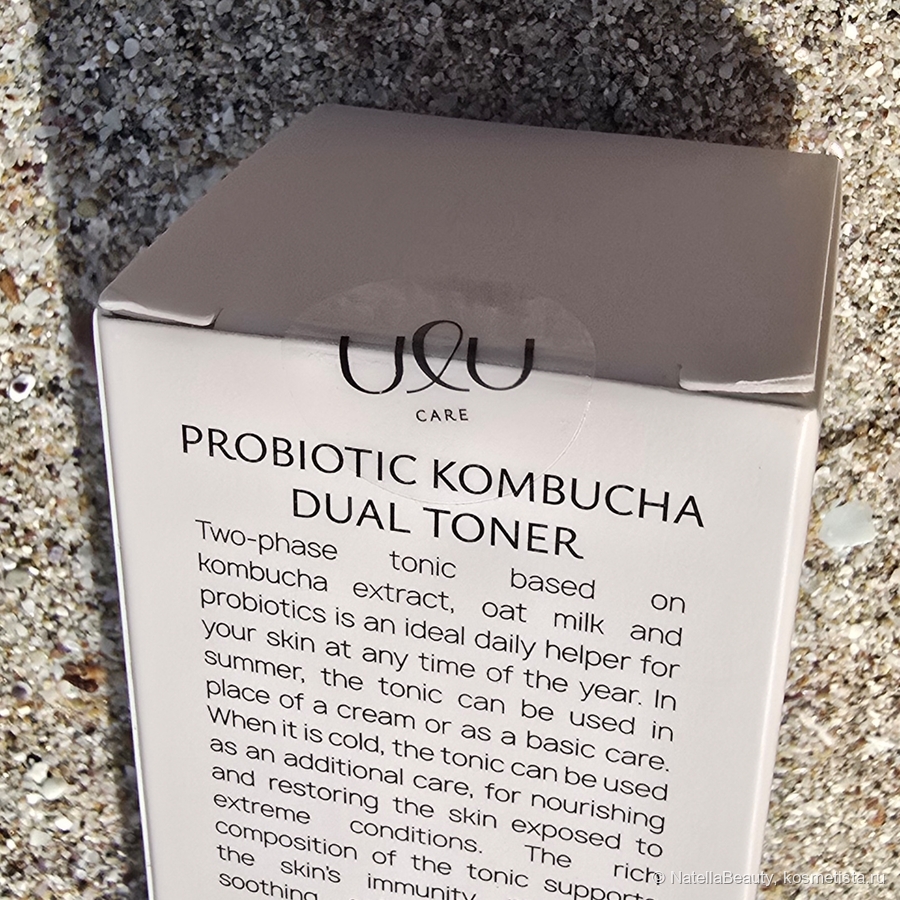 U&U
CARE
PROBIOTIC KOMBUCHA
DUAL TONER
Two-phase tonic based on
kombucha extract, oat milk and
probiotics is an ideal daily helper for
your skin at any time of the year. In
summer, the tonic can be used in
place of a cream or as a basic care.
When it is cold, the tonic can be used
as an additional care, for nourishing
and restoring the skin exposed to
extreme conditions. The rich
composition of the tonic supports
the skin's immunity
soothing
© NatellaBeauty, kosmetista.ru